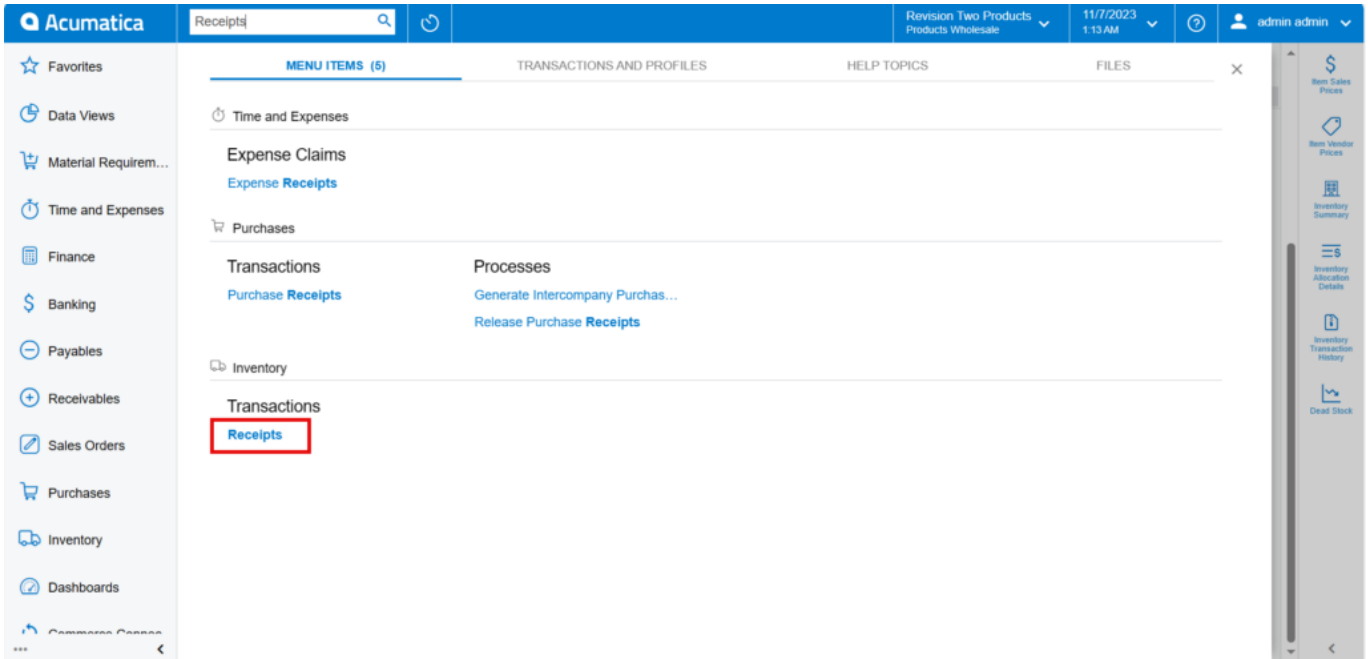 Acumatica
Receipts
Revision Two Products
Products Wholesale
11/7/2023
1:13 AM
admin admin
Favorites
Data Views
Material Requirem...
Time and Expenses
Finance
Banking
Payables
Receivables
Sales Orders
Purchases
Inventory
Dashboards
Commerce Connec
MENU ITEMS (5)
TRANSACTIONS AND PROFILES
HELP TOPICS
FILES
Time and Expenses
Expense Claims
Expense Receipts
Purchases
Transactions
Processes
Purchase Receipts
Generate Intercompany Purchas...
Release Purchase Receipts
Inventory
Transactions
Receipts
Item Sales
Prices
Item Vendor
Prices
Inventory
Summary
Inventory
Allocation
Details
Inventory
Transaction
History
Dead Stock